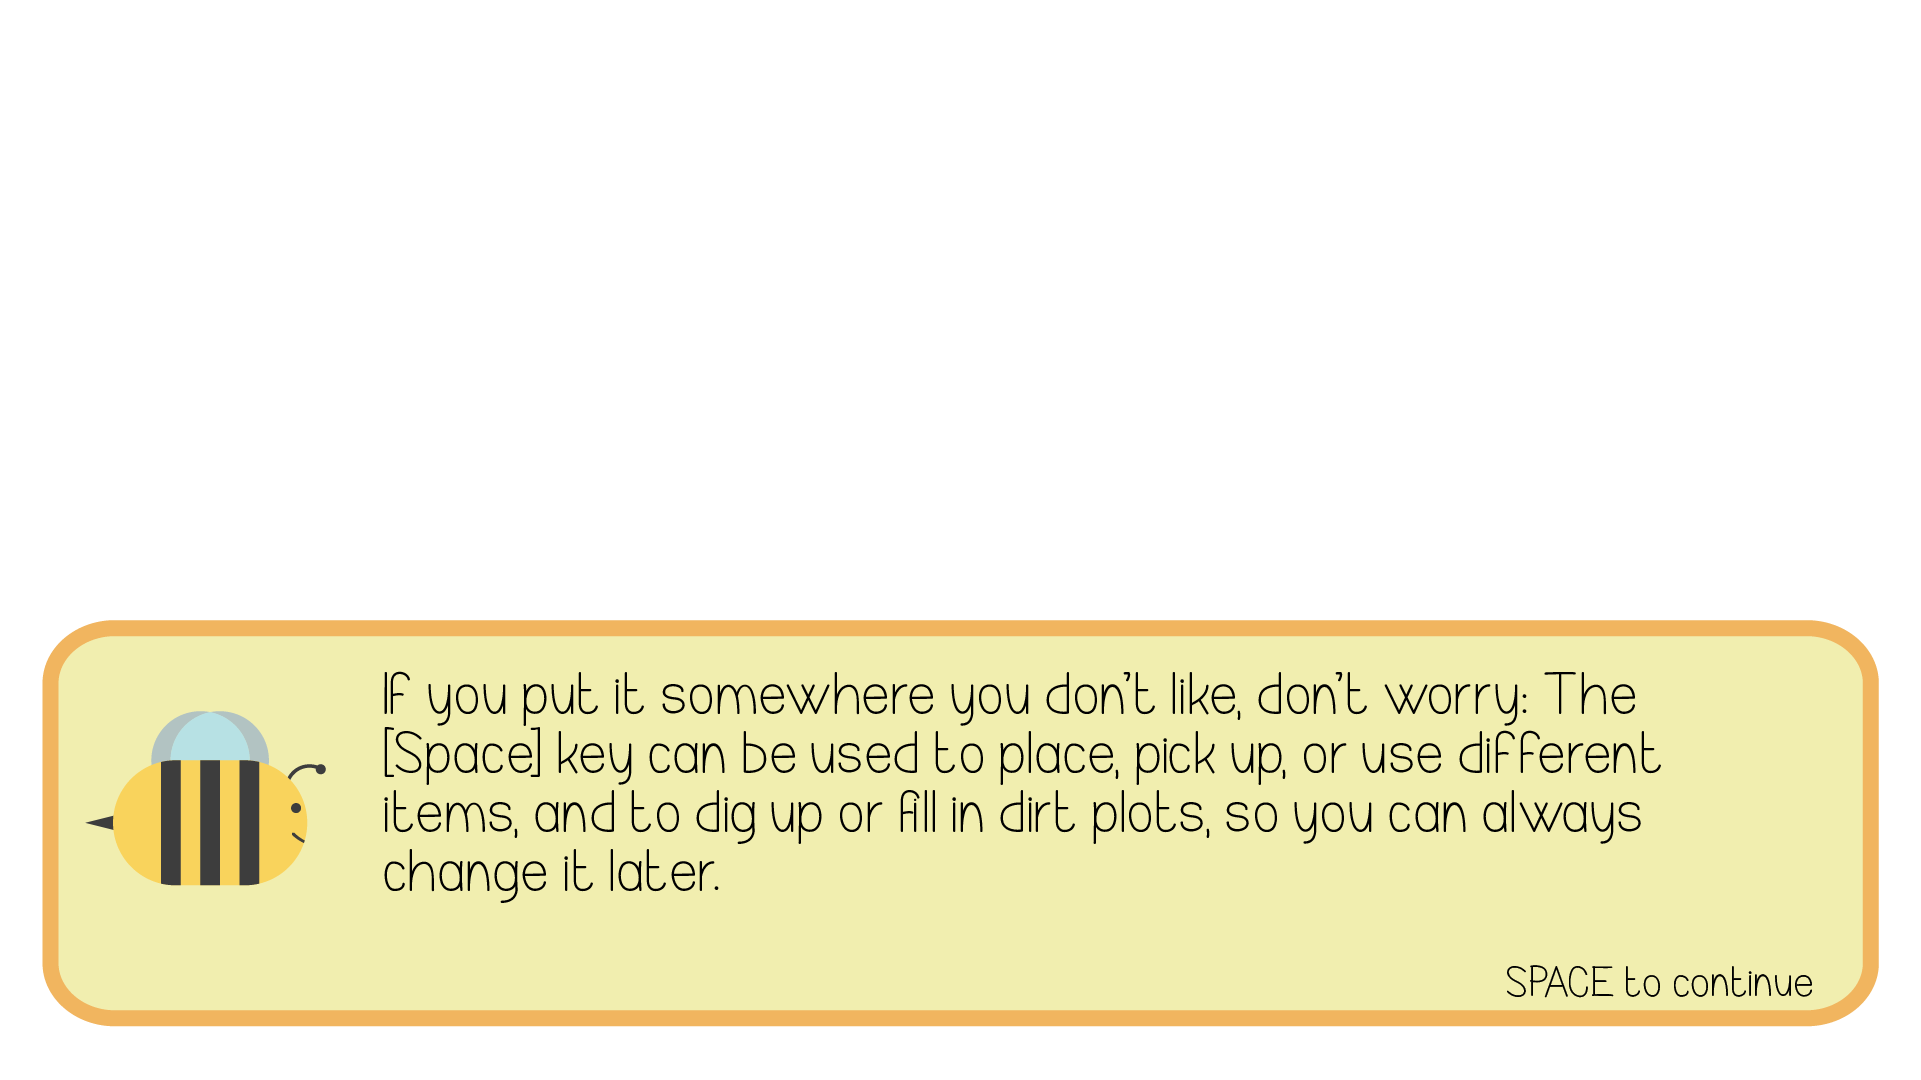 If you put it somewhere you don't like, don't worry: The
[Space] key can be used to place, pick up, or use different
items, and to dig up or fill in dirt plots, so you can always
change it later.
SPACE to continue